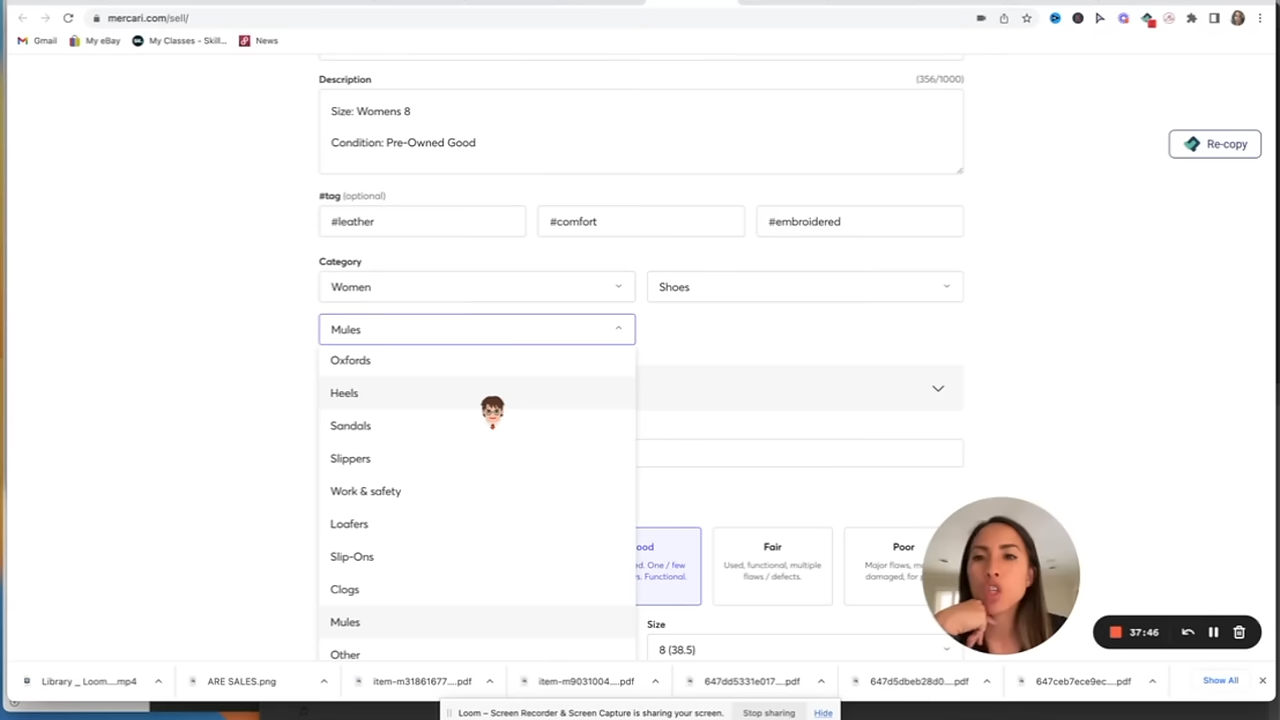 mercari.com/sell/
Gmail My eBay My Classes - Skill... News
Description (356/1000)
Size: Womens 8
Condition: Pre-Owned Good
Re-copy
#tag (optional)
#leather #comfort #embroidered
Category
Women Shoes
Mules
Oxfords
Heels
Sandals
Slippers
Work & safety
Loafers
Slip-Ons
Clogs
Mules
Other
ood Fair Poor
ed. One / few Used, functional, multiple Major flaws, m
s. Functional. flaws / defects. damaged, for
Size
8 (38.5)
37:46
Library _ Loom....mp4 ARE SALES.png item-m31861677....pdf item-m9031004....pdf 647dd5331e017....pdf 647d5dbeb28d0....pdf 647ceb7ece9ec....pdf Show All
Loom – Screen Recorder & Screen Capture is sharing your screen. Stop sharing Hide